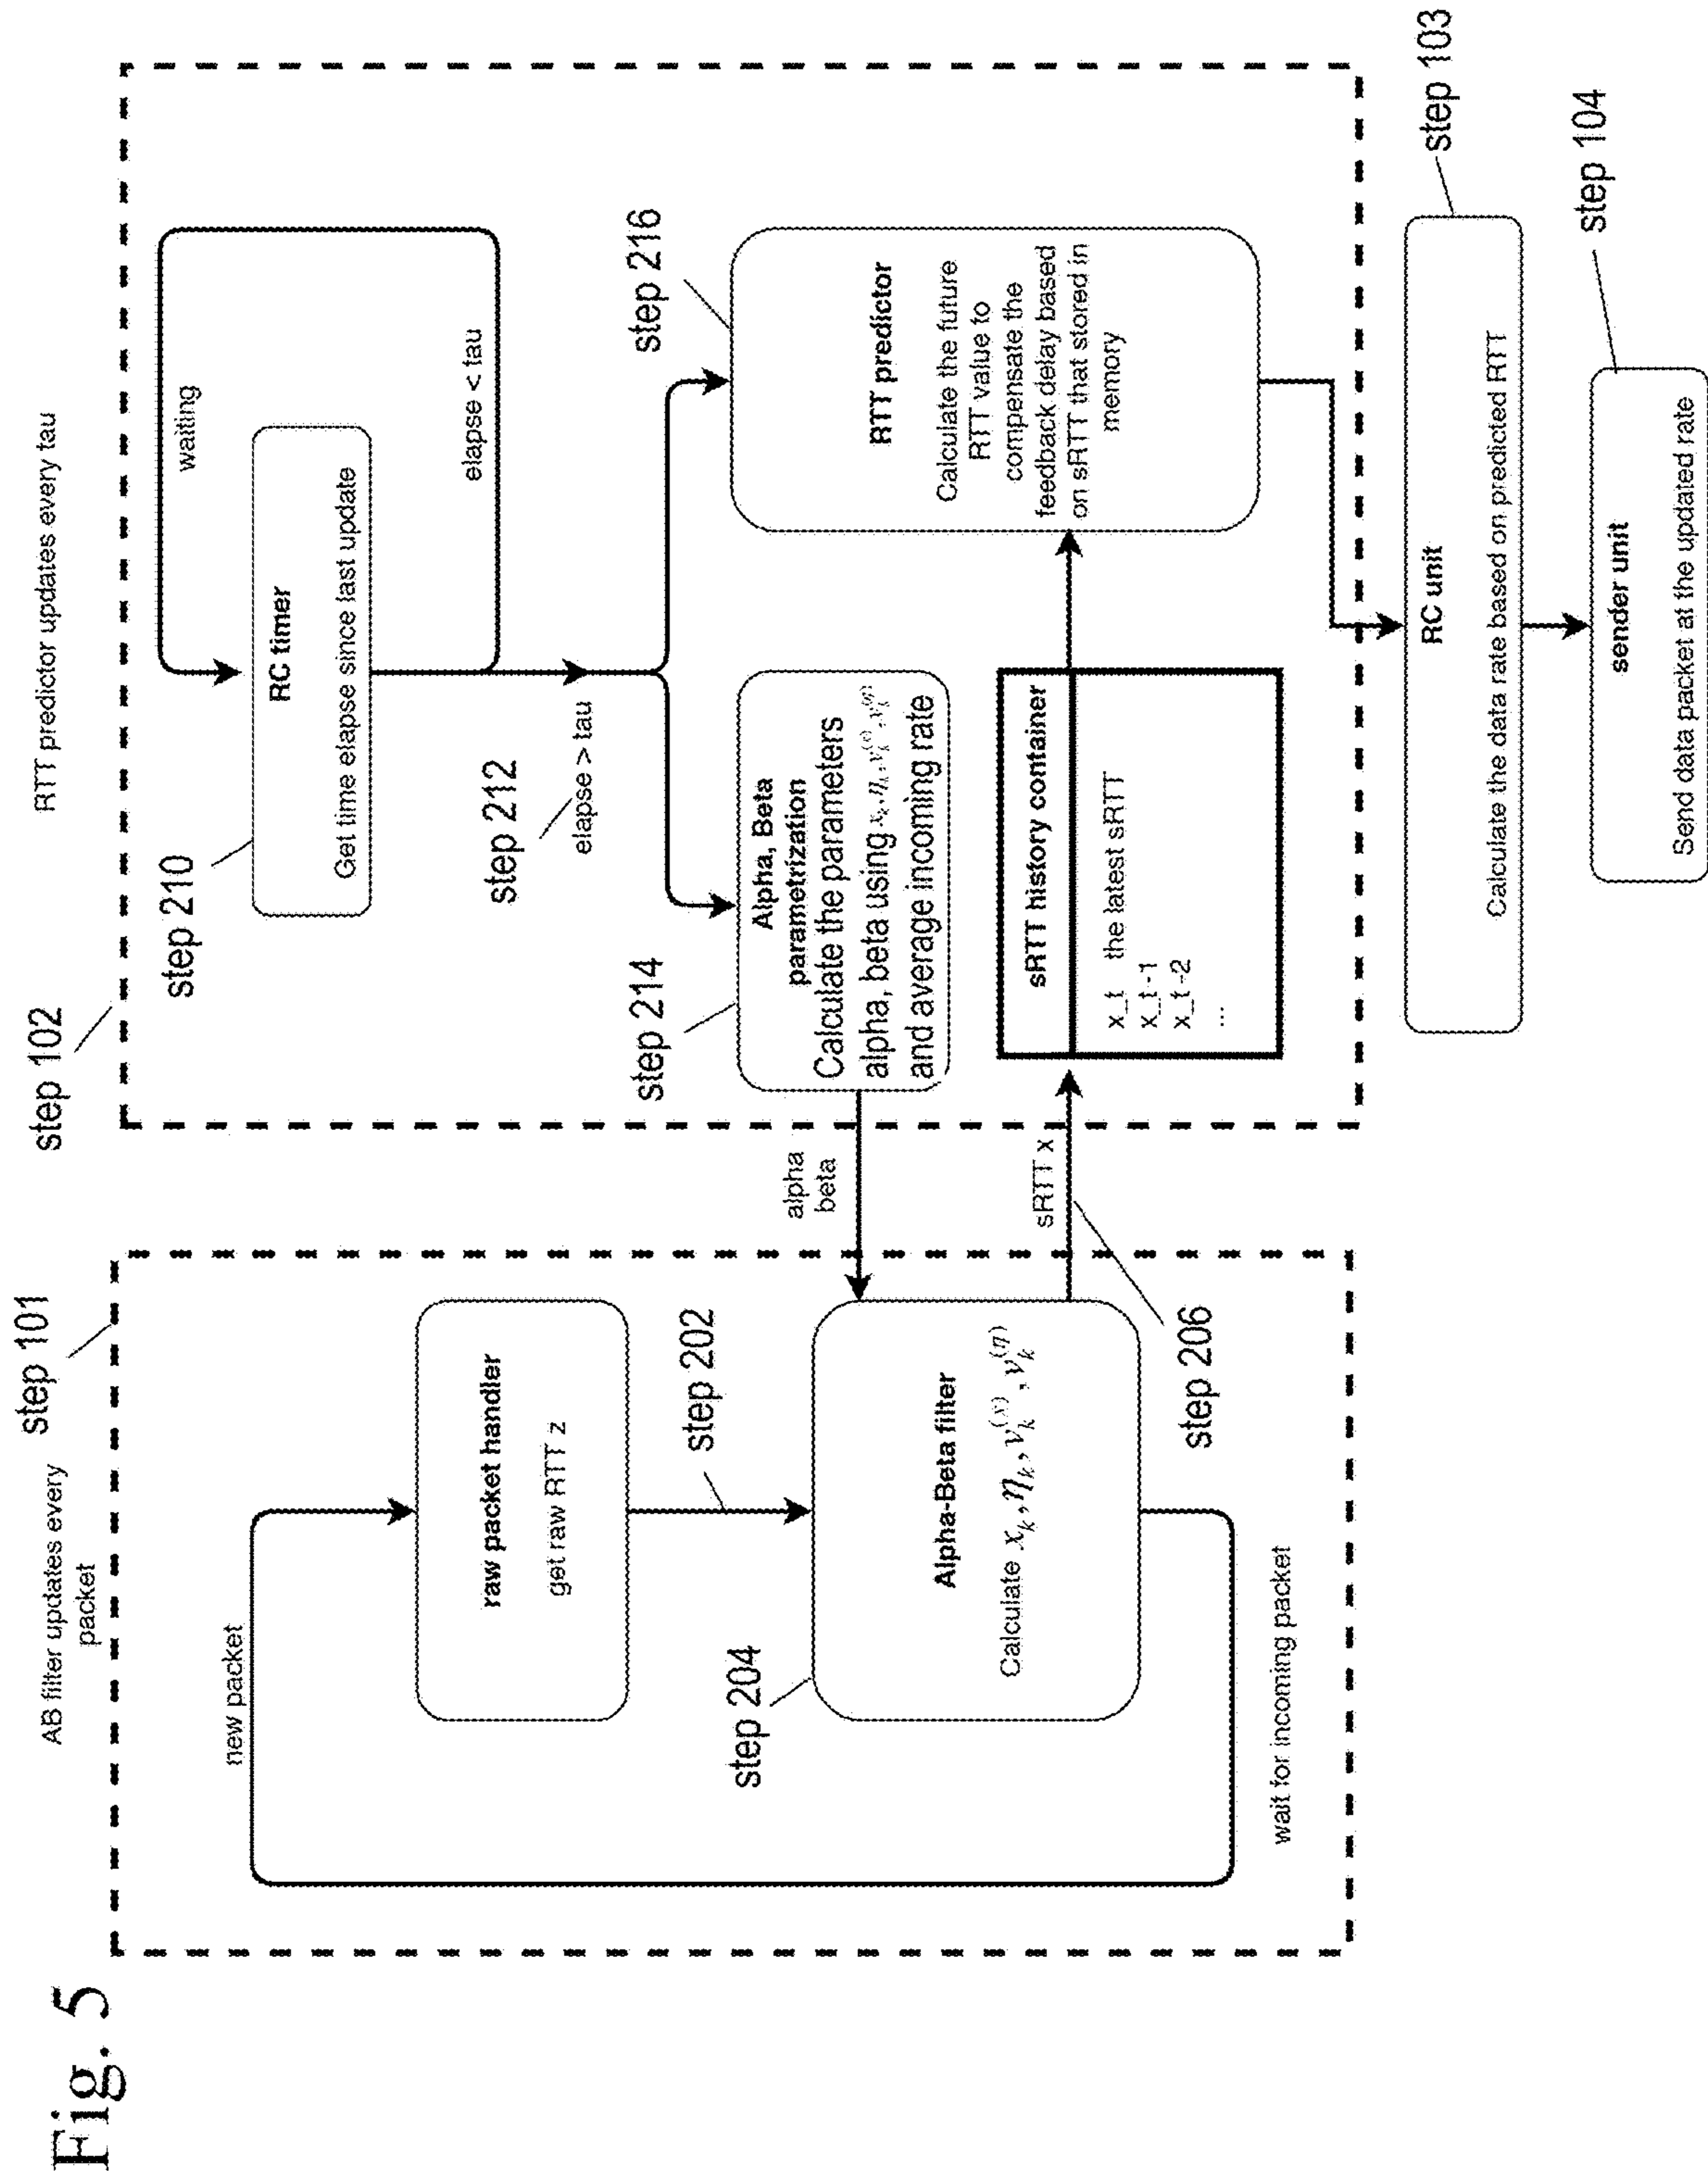 Fig. 5
AB filter updates every
packet
step 101
new packet
raw packet handler
get raw RTT z
step 202
step 204
Alpha-Beta filter
Calculate x_k, η_k, v_k^(x), v_k^(η)
step 206
wait for incoming packet
alpha
beta
sRTT x
RTT predictor updates every tau
step 102
step 210
waiting
RC timer
Get time elapse since last update
elapse < tau
step 212
elapse > tau
step 214
Alpha, Beta
parametrization
Calculate the parameters
alpha, beta using x_k, η_k, v_k^(x), v_k^(η)
and average incoming rate
step 216
RTT predictor
Calculate the future
RTT value to
compensate the
feedback delay based
on sRTT that stored in
memory
sRTT history container
x_t the latest sRTT
x_t-1
x_t-2
...
step 103
RC unit
Calculate the data rate based on predicted RTT
step 104
sender unit
Send data packet at the updated rate